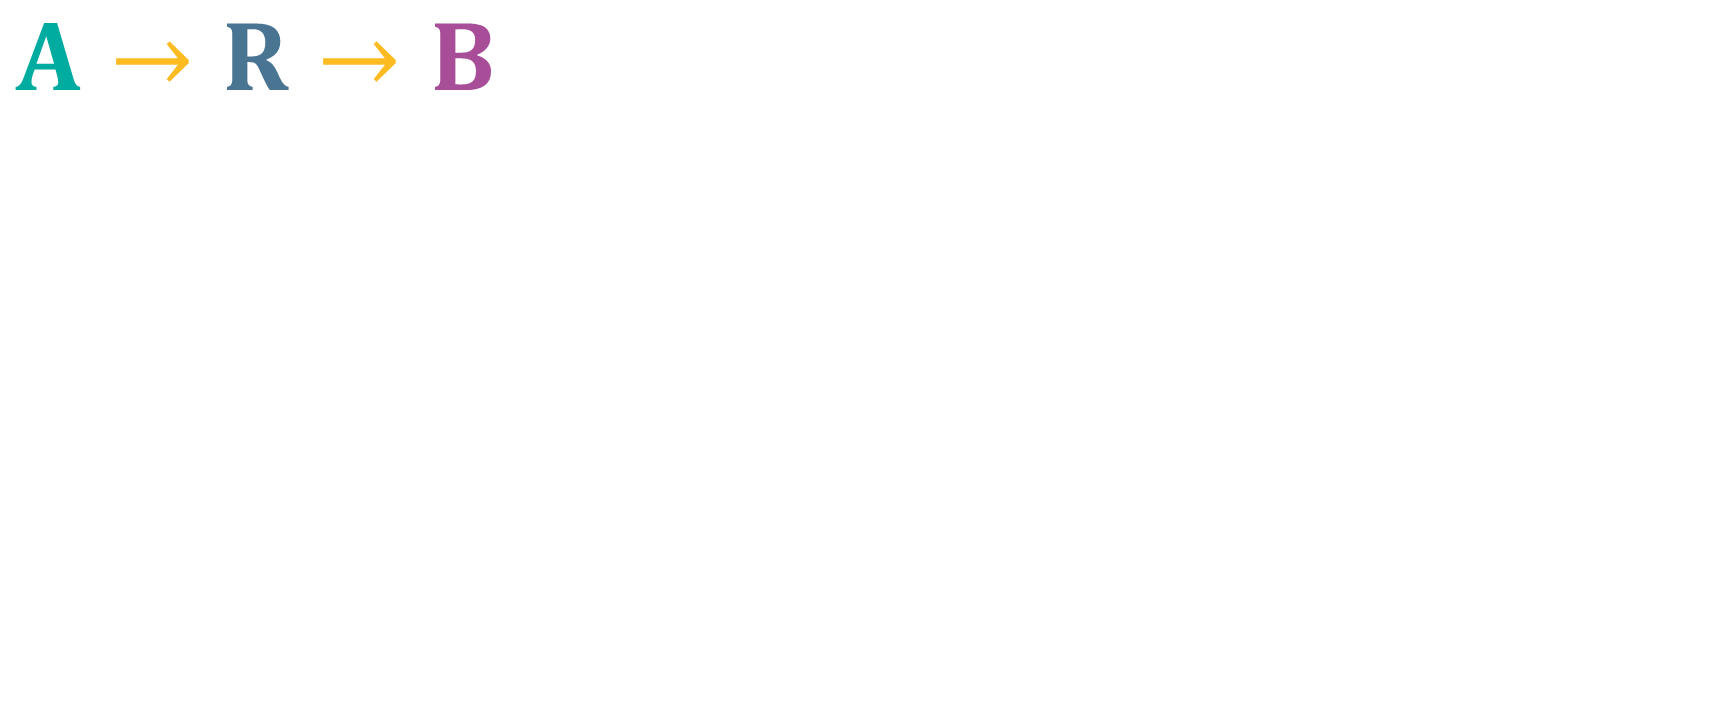 A → R → B